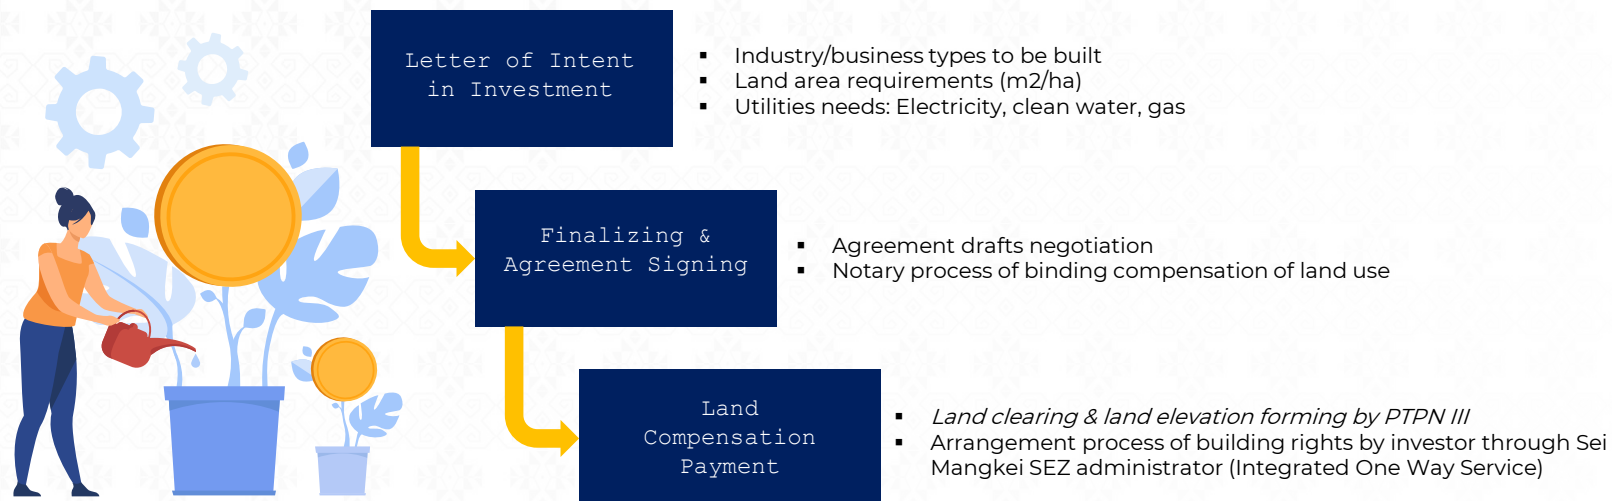 Letter of Intent
in Investment
▪ Industry/business types to be built
▪ Land area requirements (m2/ha)
▪ Utilities needs: Electricity, clean water, gas
Finalizing &
Agreement Signing
▪ Agreement drafts negotiation
▪ Notary process of binding compensation of land use
Land
Compensation
Payment
▪ Land clearing & land elevation forming by PTPN III
▪ Arrangement process of building rights by investor through Sei
Mangkei SEZ administrator (Integrated One Way Service)